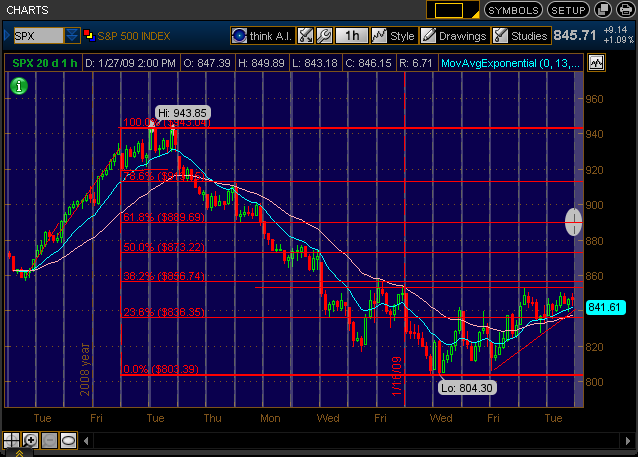 CHARTS
SYMBOLS SETUP
SPX S&P 500 INDEX think A.I. 1h Style Drawings Studies 845.71 +9.14 +1.09%
SPX 20 d 1 h D: 1/27/09 2:00 PM O: 847.39 H: 849.89 L: 843.18 C: 846.15 R: 6.71 MovAvgExponential (0, 13,...
Hi: 943.85
100.0%
61.8% ($889.69)
50.0% ($873.22)
38.2% ($856.74)
23.6% ($836.35)
0.0% ($803.39)
Lo: 804.30
2008 year
1/16/09
960
940
920
900
880
860
841.61
820
800
Tue Fri Tue Thu Mon Wed Fri Wed Fri Tue